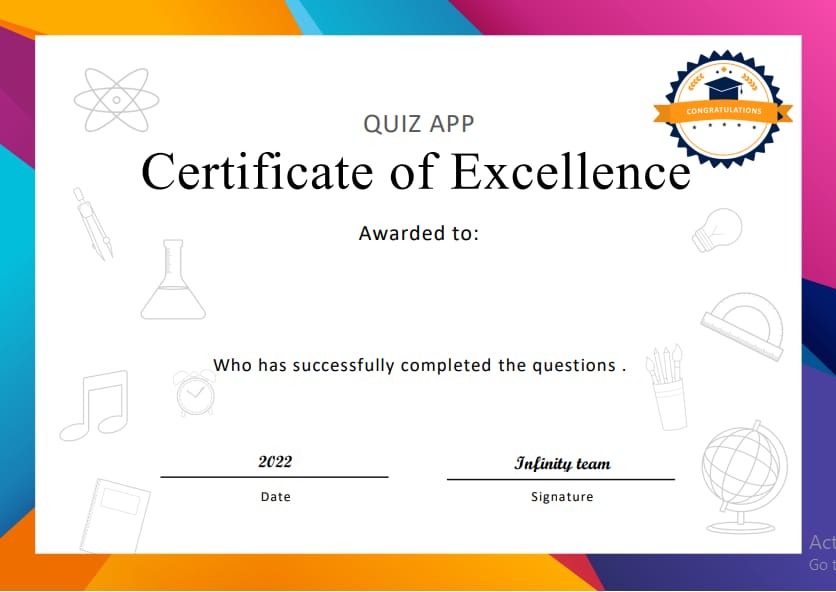 CONGRATULATIONS
QUIZ APP
Certificate of Excellence
Awarded to:
Who has successfully completed the questions .
2022
Infinity team
Date
Signature
Act
Go t